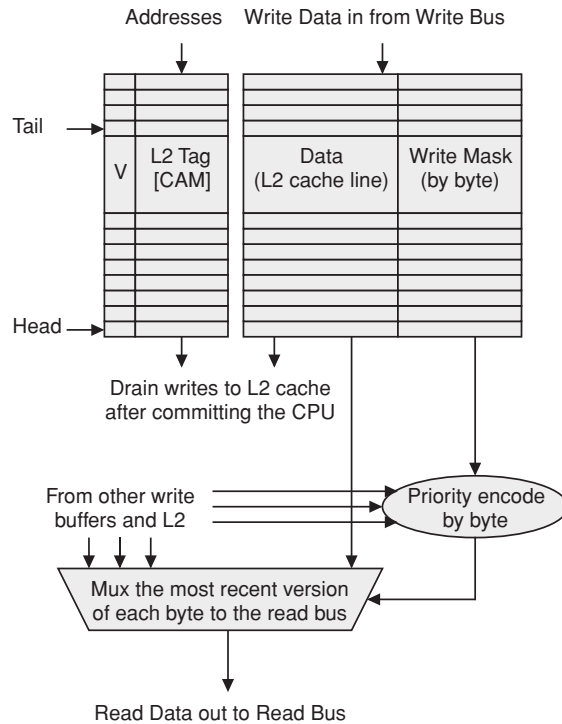 Addresses
Write Data in from Write Bus
Tail
V
L2 Tag
[CAM]
Data
(L2 cache line)
Write Mask
(by byte)
Head
Drain writes to L2 cache
after committing the CPU
From other write
buffers and L2
Priority encode
by byte
Mux the most recent version
of each byte to the read bus
Read Data out to Read Bus